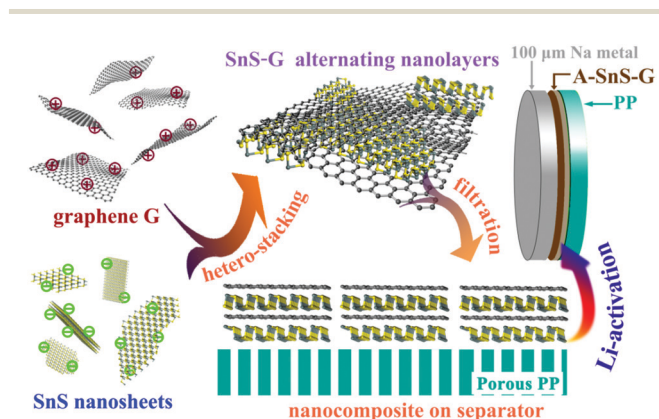 SnS-G alternating nanolayers
100 μm Na metal
A-SnS-G
PP
graphene G
hetero-stacking
filtration
Li-activation
SnS nanosheets
Porous PP
nanocomposite on separator